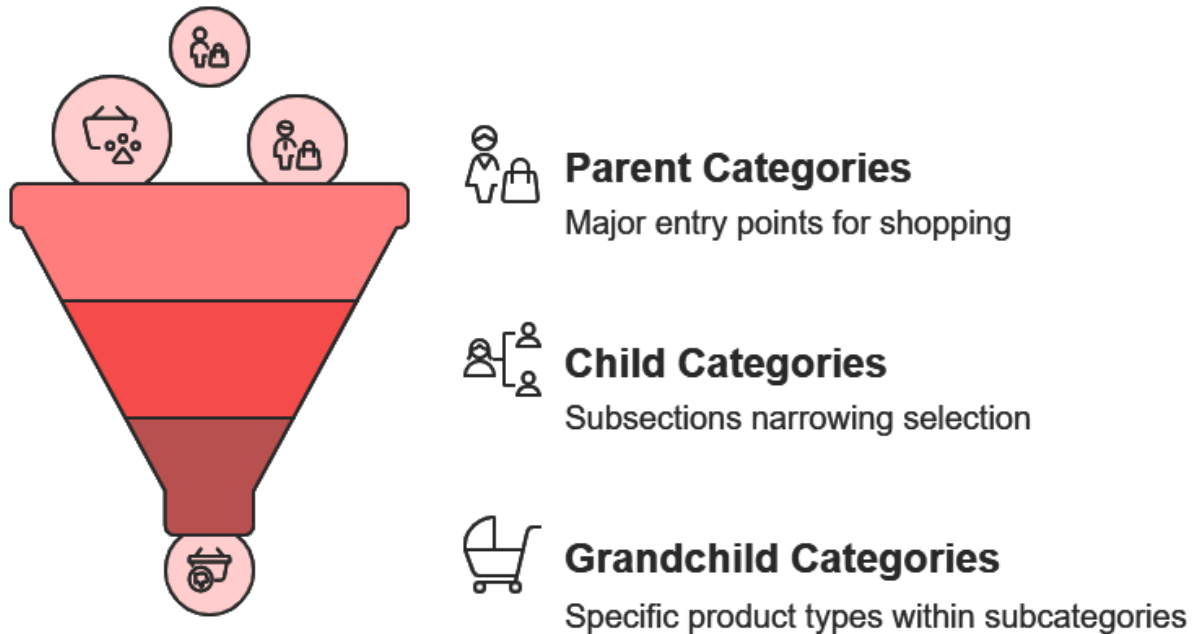 Parent Categories
Major entry points for shopping
Child Categories
Subsections narrowing selection
Grandchild Categories
Specific product types within subcategories